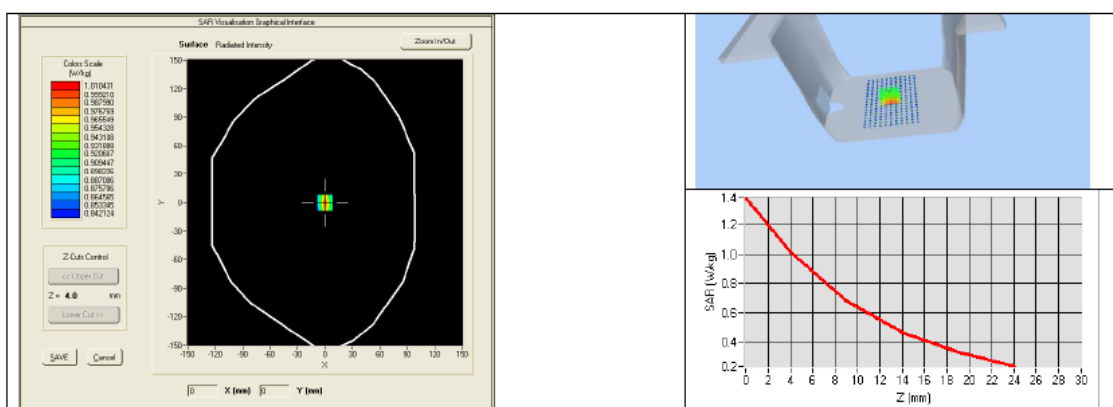 SAR Visualisation Graphical Interface
Surface Radiated Intensity
Zoom In/Out
Colors Scale
(W/kg)
1.010431
0.999210
0.987990
0.976769
0.965549
0.954328
0.943108
0.931888
0.920667
0.909447
0.898226
0.887006
0.875786
0.864565
0.853345
0.842124
Z-Cuts Control
<< Upper Cut
Z = 4.0 mm
Lower Cut >>
SAVE Cancel
150
120
90
60
30
Y 0
-30
-60
-90
-120
-150
-150 -120 -90 -60 -30 0 30 60 90 120 150
X
0 X (mm) 0 Y (mm)
1.4
1.2
1.0
0.8
0.6
0.4
0.2
SAR (W/kg)
0 2 4 6 8 10 12 14 16 18 20 22 24 26 28 30
Z (mm)